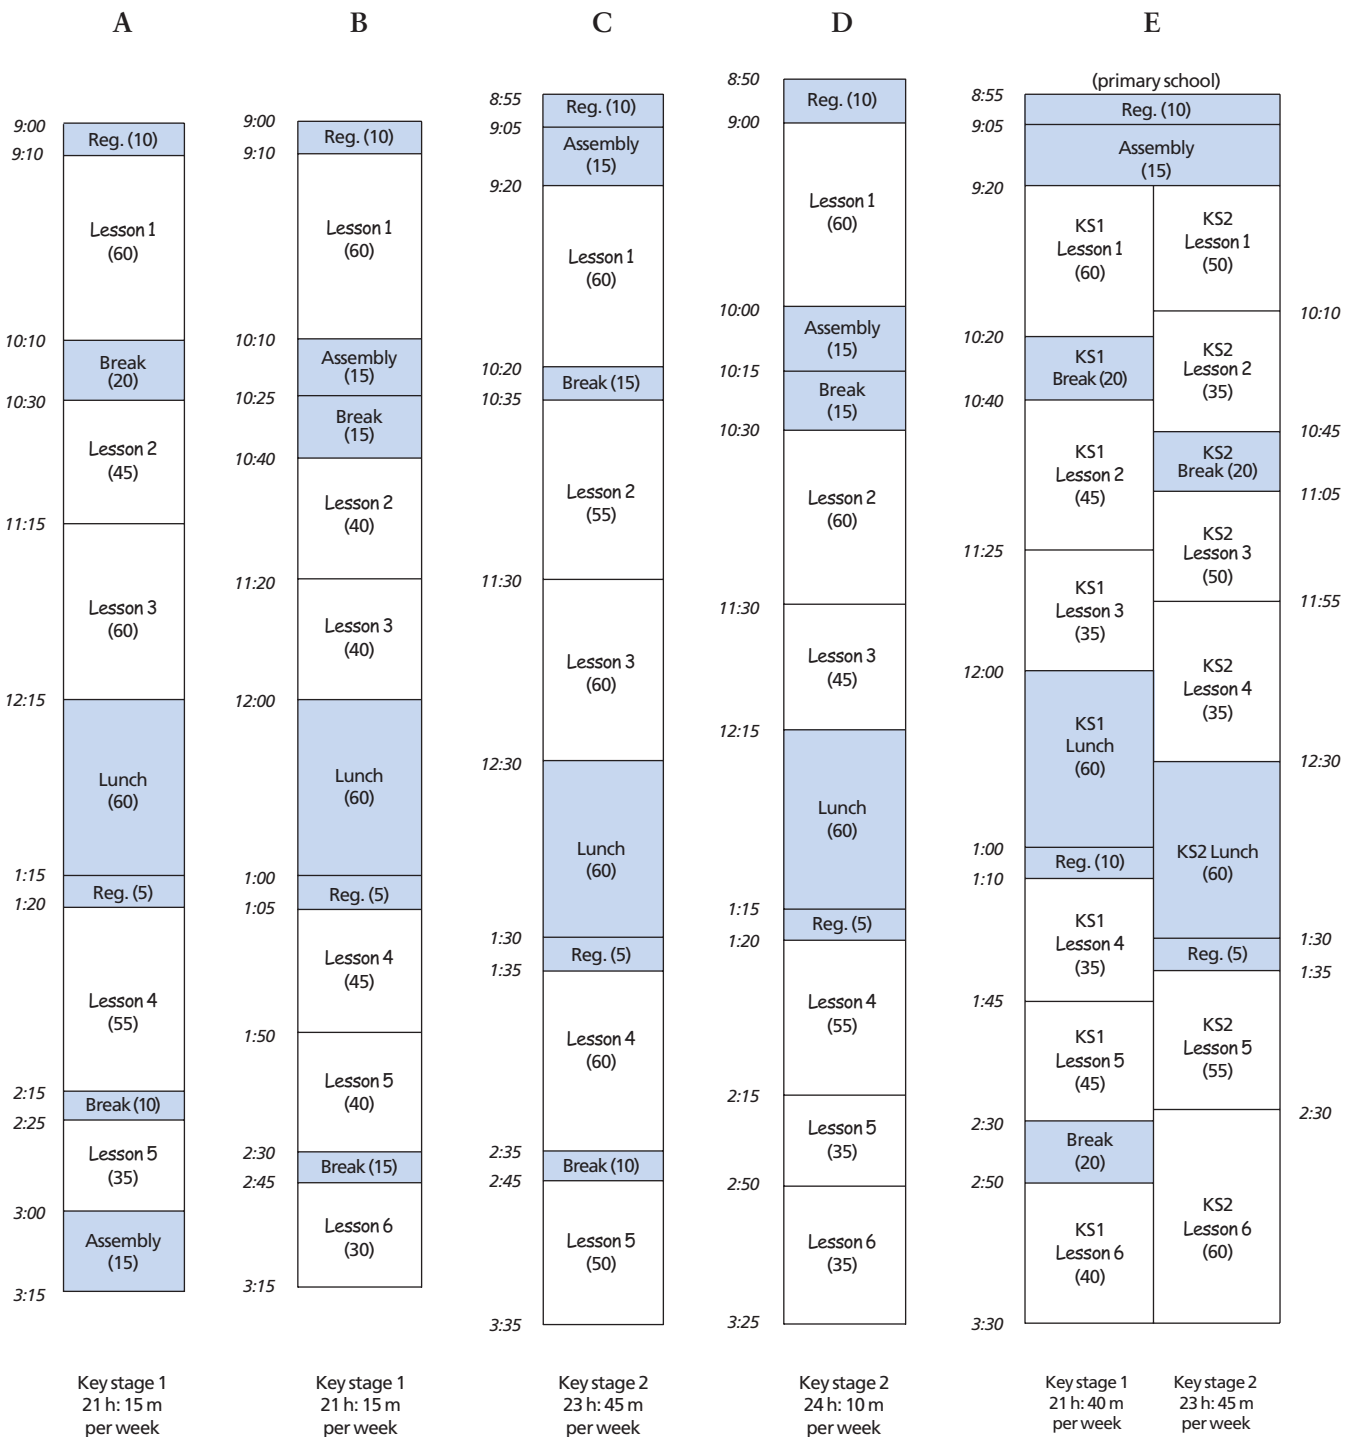 A
9:00
Reg. (10)
9:10
Lesson 1
(60)
10:10
Break
(20)
10:30
Lesson 2
(45)
11:15
Lesson 3
(60)
12:15
Lunch
(60)
1:15
Reg. (5)
1:20
Lesson 4
(55)
2:15
Break (10)
2:25
Lesson 5
(35)
3:00
Assembly
(15)
3:15
Key stage 1
21 h: 15 m
per week
B
9:00
Reg. (10)
9:10
Lesson 1
(60)
10:10
Assembly
(15)
10:25
Break
(15)
10:40
Lesson 2
(40)
11:20
Lesson 3
(40)
12:00
Lunch
(60)
1:00
Reg. (5)
1:05
Lesson 4
(45)
1:50
Lesson 5
(40)
2:30
Break (15)
2:45
Lesson 6
(30)
3:15
Key stage 1
21 h: 15 m
per week
C
8:55
Reg. (10)
9:05
Assembly
(15)
9:20
Lesson 1
(60)
10:20
Break (15)
10:35
Lesson 2
(55)
11:30
Lesson 3
(60)
12:30
Lunch
(60)
1:30
Reg. (5)
1:35
Lesson 4
(60)
2:35
Break (10)
2:45
Lesson 5
(50)
3:35
Key stage 2
23 h: 45 m
per week
D
8:50
Reg. (10)
9:00
Lesson 1
(60)
10:00
Assembly
(15)
10:15
Break
(15)
10:30
Lesson 2
(60)
11:30
Lesson 3
(45)
12:15
Lunch
(60)
1:15
Reg. (5)
1:20
Lesson 4
(55)
2:15
Lesson 5
(35)
2:50
Lesson 6
(35)
3:25
Key stage 2
24 h: 10 m
per week
E
(primary school)
8:55
Reg. (10)
9:05
Assembly
(15)
9:20
KS1
Lesson 1
(60)
10:20
KS1
Break (20)
10:40
KS1
Lesson 2
(45)
11:25
KS1
Lesson 3
(35)
12:00
KS1
Lunch
(60)
1:00
Reg. (10)
1:10
KS1
Lesson 4
(35)
1:45
KS1
Lesson 5
(45)
2:30
Break
(20)
2:50
KS1
Lesson 6
(40)
3:30
Key stage 1
21 h: 40 m
per week
KS2
Lesson 1
(50)
10:10
KS2
Lesson 2
(35)
10:45
KS2
Break (20)
11:05
KS2
Lesson 3
(50)
11:55
KS2
Lesson 4
(35)
12:30
KS2 Lunch
(60)
1:30
Reg. (5)
1:35
KS2
Lesson 5
(55)
2:30
KS2
Lesson 6
(60)
Key stage 2
23 h: 45 m
per week